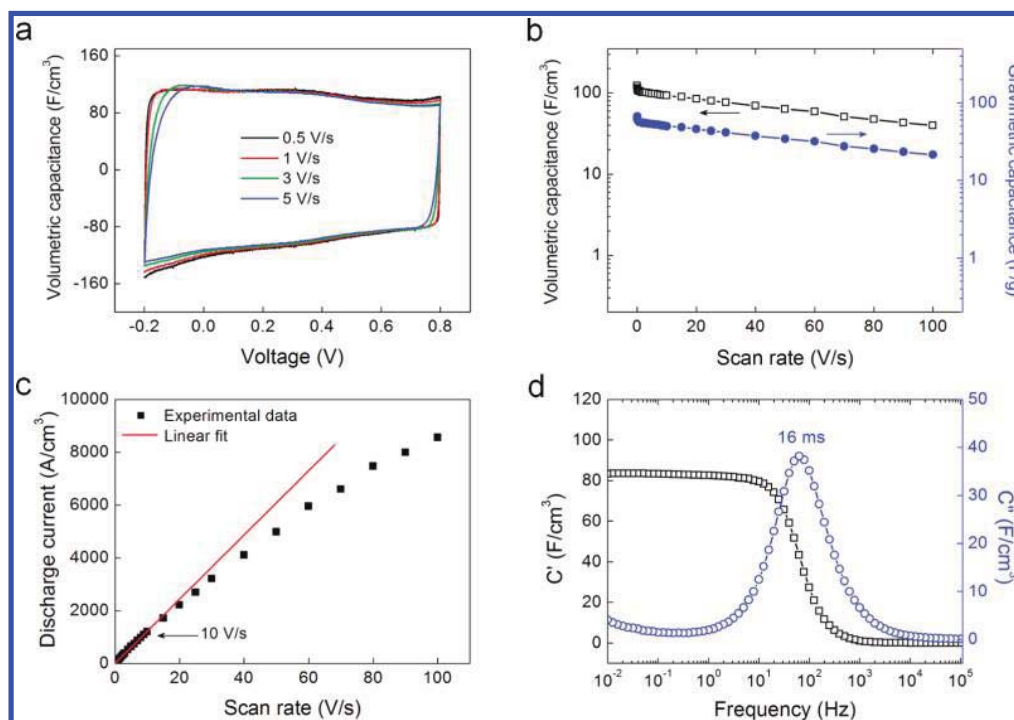 a
Volumetric capacitance (F/cm³)
160
80
0
-80
-160
0.5 V/s
1 V/s
3 V/s
5 V/s
-0.2 0.0 0.2 0.4 0.6 0.8
Voltage (V)
b
Volumetric capacitance (F/cm³)
100
10
1
100
10
1
capacitance (F/g)
0 20 40 60 80 100
Scan rate (V/s)
c
Discharge current (A/cm³)
10000
8000
6000
4000
2000
0
Experimental data
Linear fit
10 V/s
0 20 40 60 80 100
Scan rate (V/s)
d
C' (F/cm³)
120
100
80
60
40
20
0
16 ms
50
40
30
20
10
0
C'' (F/cm³)
10⁻² 10⁻¹ 10⁰ 10¹ 10² 10³ 10⁴ 10⁵
Frequency (Hz)